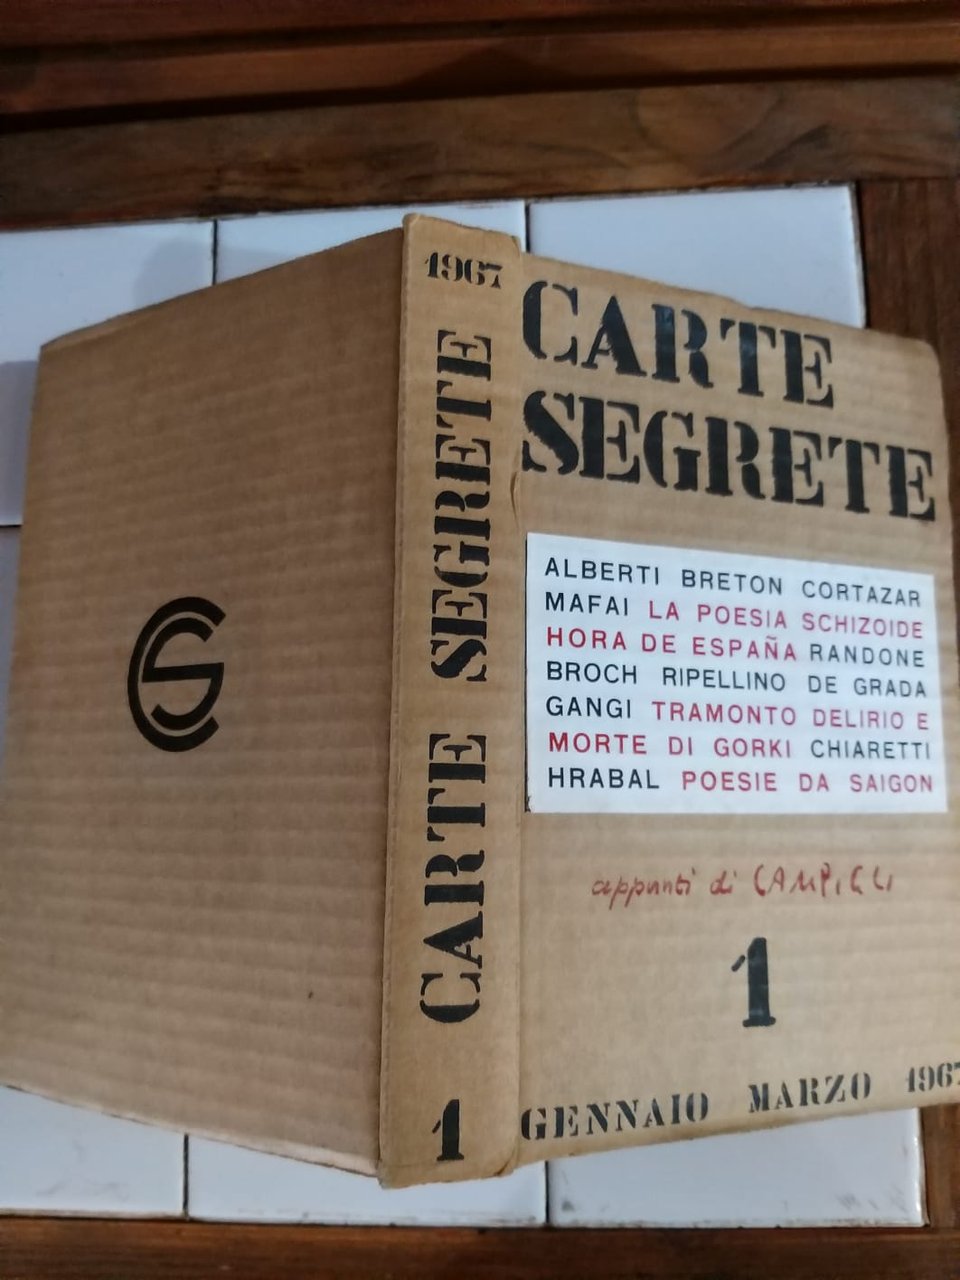 1967
CARTE SEGRETE
1
CARTE
SEGRETE
ALBERTI BRETON CORTAZAR
MAFAI LA POESIA SCHIZOIDE
HORA DE ESPAÑA RANDONE
BROCH RIPELLINO DE GRADA
GANGI TRAMONTO DELIRIO E
MORTE DI GORKI CHIARETTI
HRABAL POESIE DA SAIGON
appunti di CAMPIGLI
1
GENNAIO MARZO 1967
CS